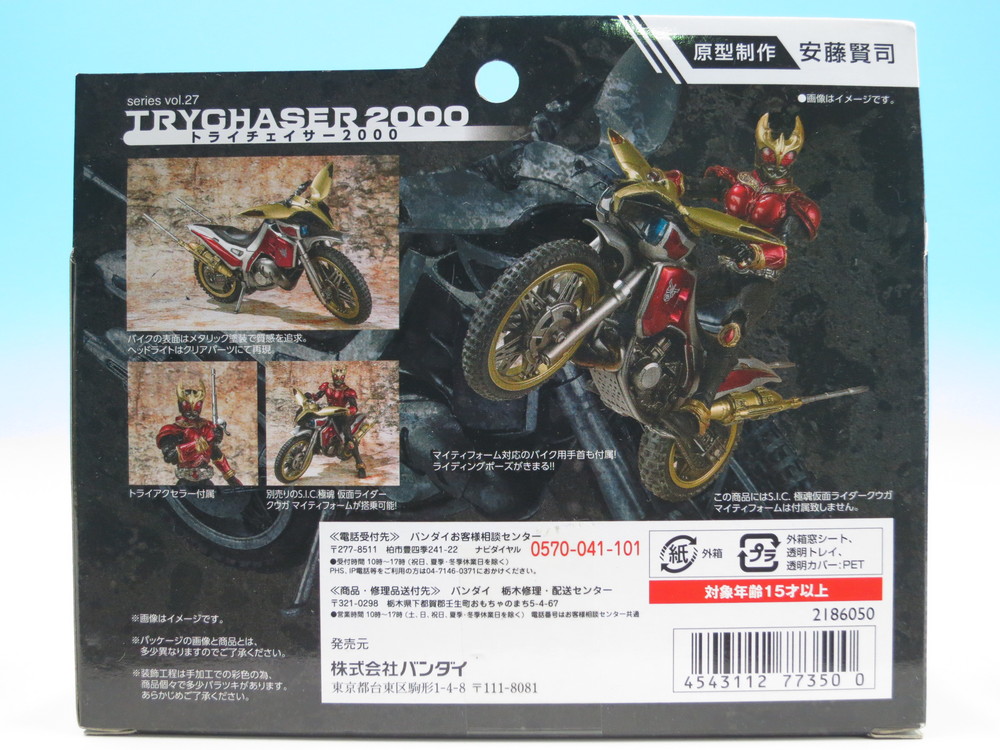 原型制作 安藤賢司
●画像はイメージです。
series vol.27
TRYCHASER 2000
トライチェイサー2000
バイクの表面はメタリック塗装で質感を追求。
ヘッドライトはクリアパーツにて再現。
トライアクセラー付属
別売りのS.I.C.極魂 仮面ライダー
クウガ マイティフォームが搭乗可能!
マイティフォーム対応のバイク用手首も付属!
ライディングポーズがきまる!!
この商品にはS.I.C. 極魂仮面ライダークウガ
マイティフォームは付属致しません。
≪電話受付先≫ バンダイお客様相談センター
〒277-8511 柏市豊四季241-22 ナビダイヤル 0570-041-101
●受付時間 10時〜17時 (祝日、夏季・冬季休業日を除く)
PHS、IP電話等をご利用の方は04-7146-0371におかけください。
≪商品・修理品送付先≫ バンダイ 栃木修理・配送センター
〒321-0298 栃木県下都賀郡壬生町おもちゃのまち5-4-67
●営業時間 10時〜17時 (土、日、祝日、夏季・冬季休業日を除く) 電話番号はお客様相談センター共通
発売元
株式会社バンダイ
東京都台東区駒形1-4-8 〒111-8081
紙 外箱
プラ 外箱窓シート、
透明トレイ、
透明カバー:PET
対象年齢15才以上
2186050
4543112 77350 0
※画像はイメージです。
※パッケージの画像と商品とは、
多少異なりますのでご了承ください。
※装飾工程は手加工での彩色の為、
商品個々で多少バラツキがあります。
あらかじめご了承ください。